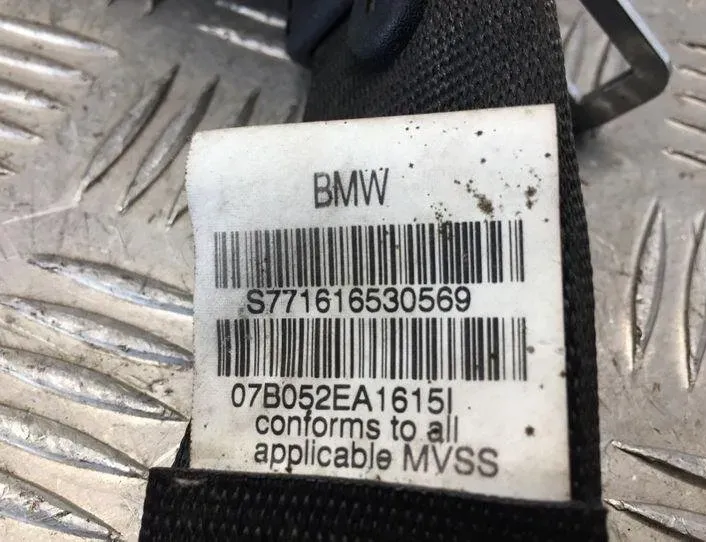 BMW
S771616530569
07B052EA1615I
conforms to all
applicable MVSS